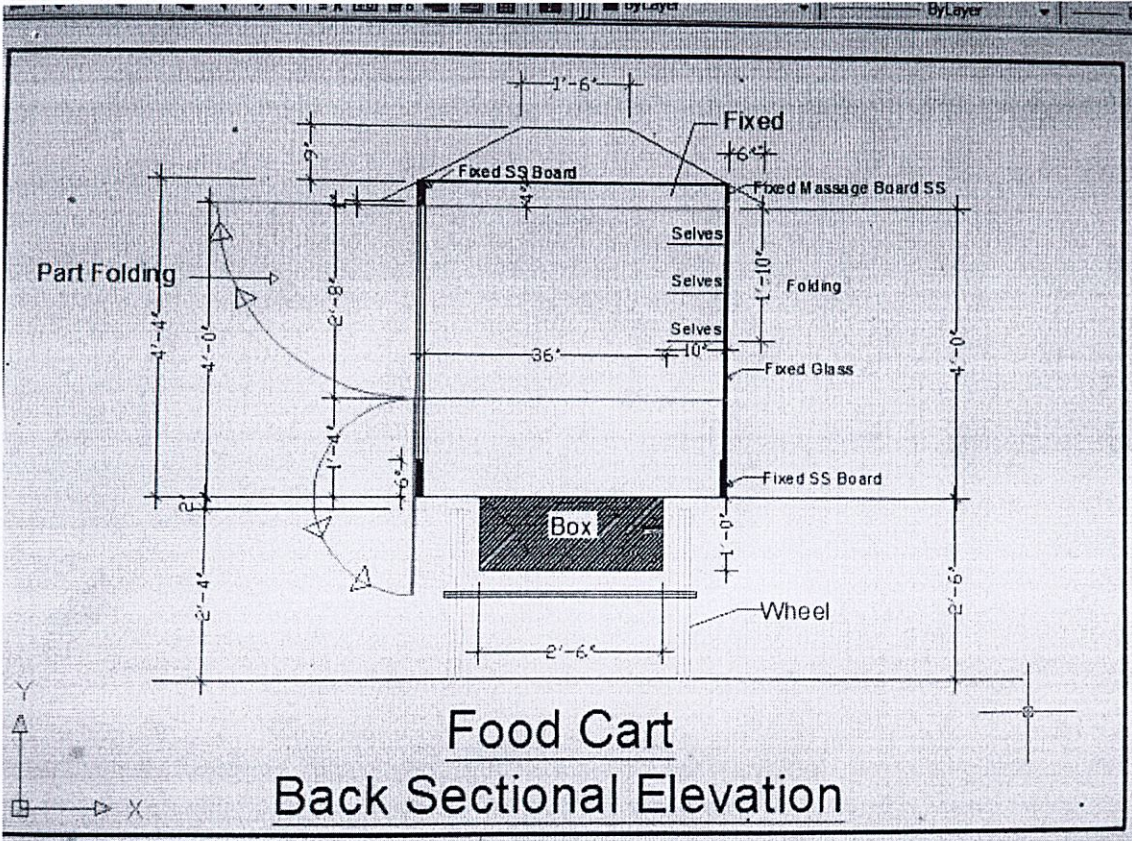 ByLayer
ByLayer
1'-6"
Fixed
9"
6"
Fixed SS Board
4"
Fixed Massage Board SS
Selves
Part Folding
Selves
1'-10"
Folding
2'-8"
4'-4"
4'-0"
Selves
36"
10"
4'-0"
Fixed Glass
1'-4"
6"
Fixed SS Board
2"
Box
1'-0"
2'-4"
2'-6"
Wheel
2'-6"
Y
X
Food Cart
Back Sectional Elevation